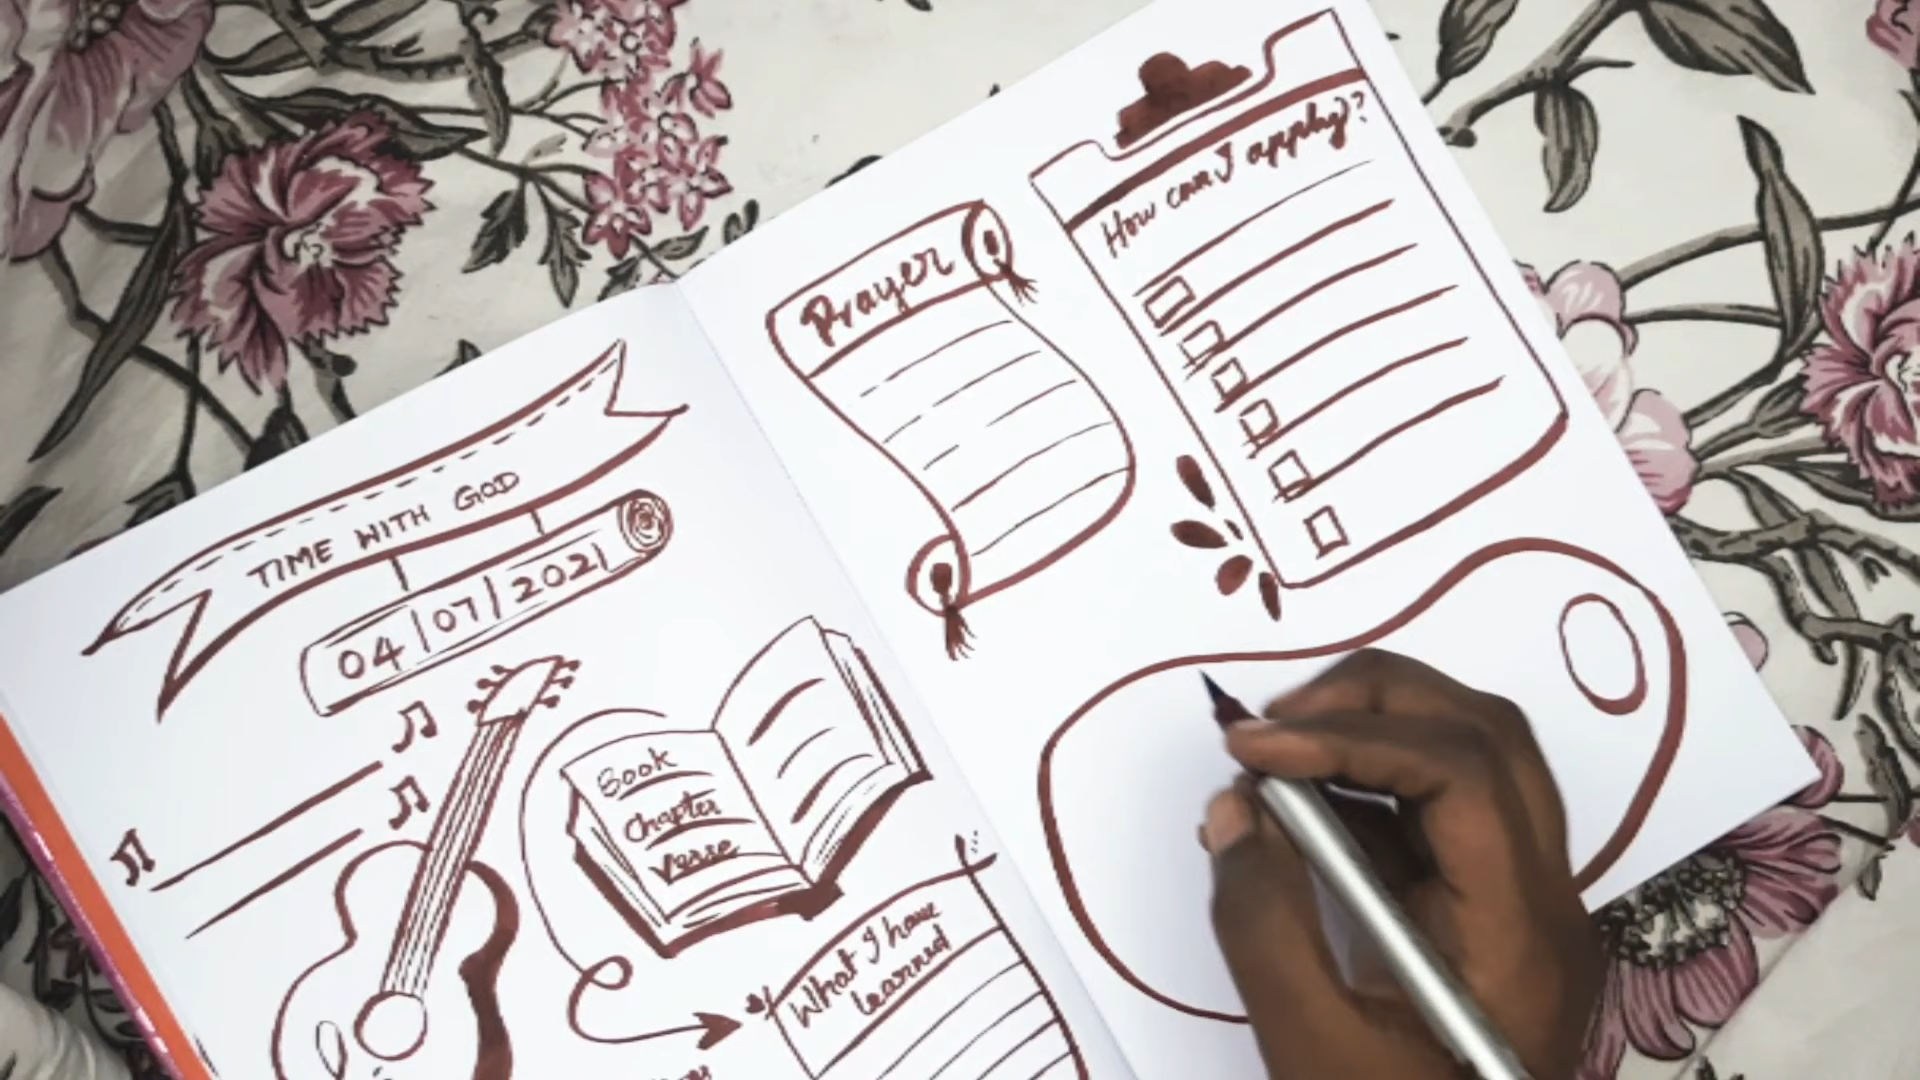 TIME WITH GOD
04/07/2021
Book
Chapter
Verse
What I have
learned
Prayer
How can I apply?